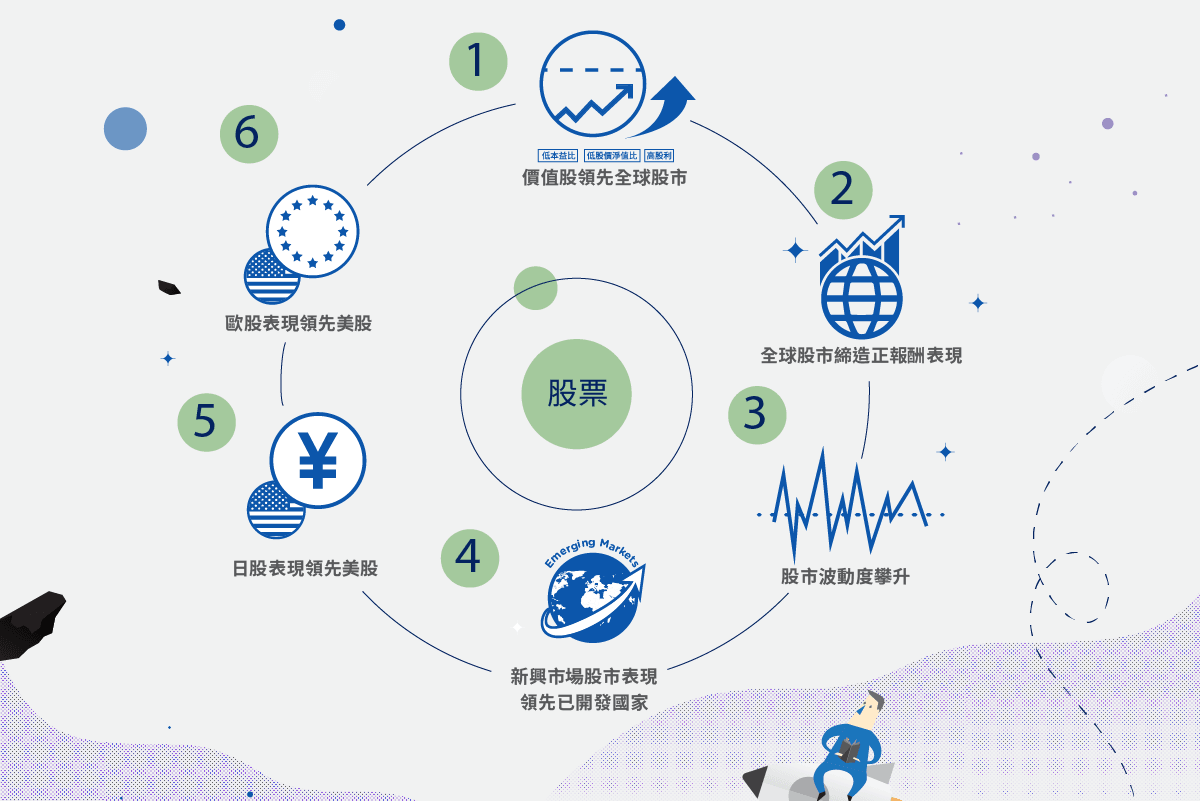 1
低本益比 低股價淨值比 高股利
價值股領先全球股市
2
全球股市締造正報酬表現
3
股市波動度攀升
4
Emerging Markets
新興市場股市表現
領先已開發國家
5
¥
日股表現領先美股
6
歐股表現領先美股
股票